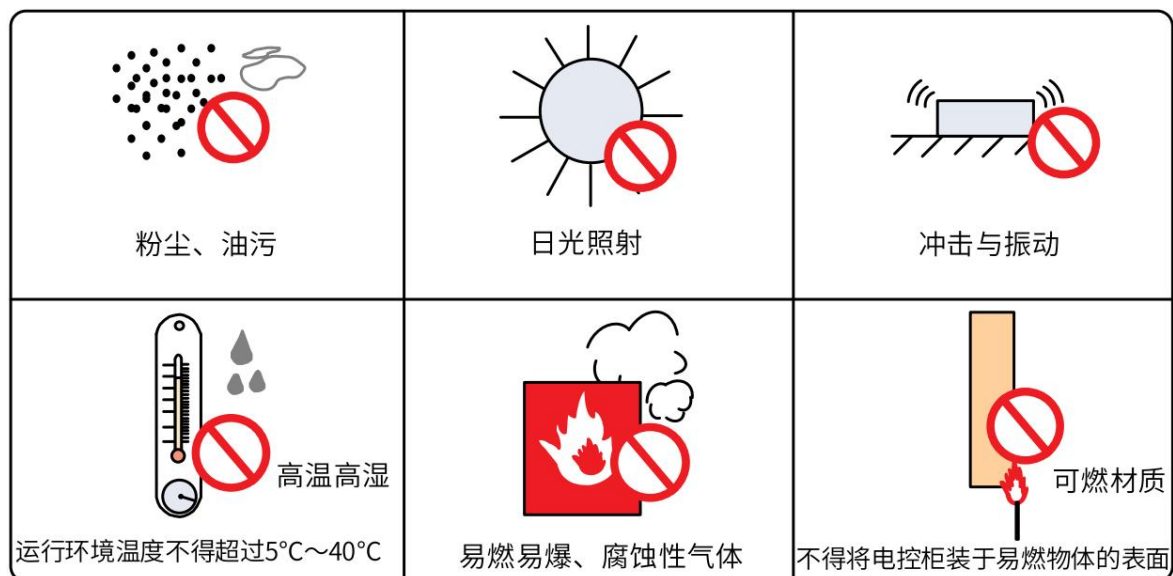 粉尘、油污
日光照射
冲击与振动
高温高湿
运行环境温度不得超过5℃～40℃
易燃易爆、腐蚀性气体
可燃材质
不得将电控柜装于易燃物体的表面